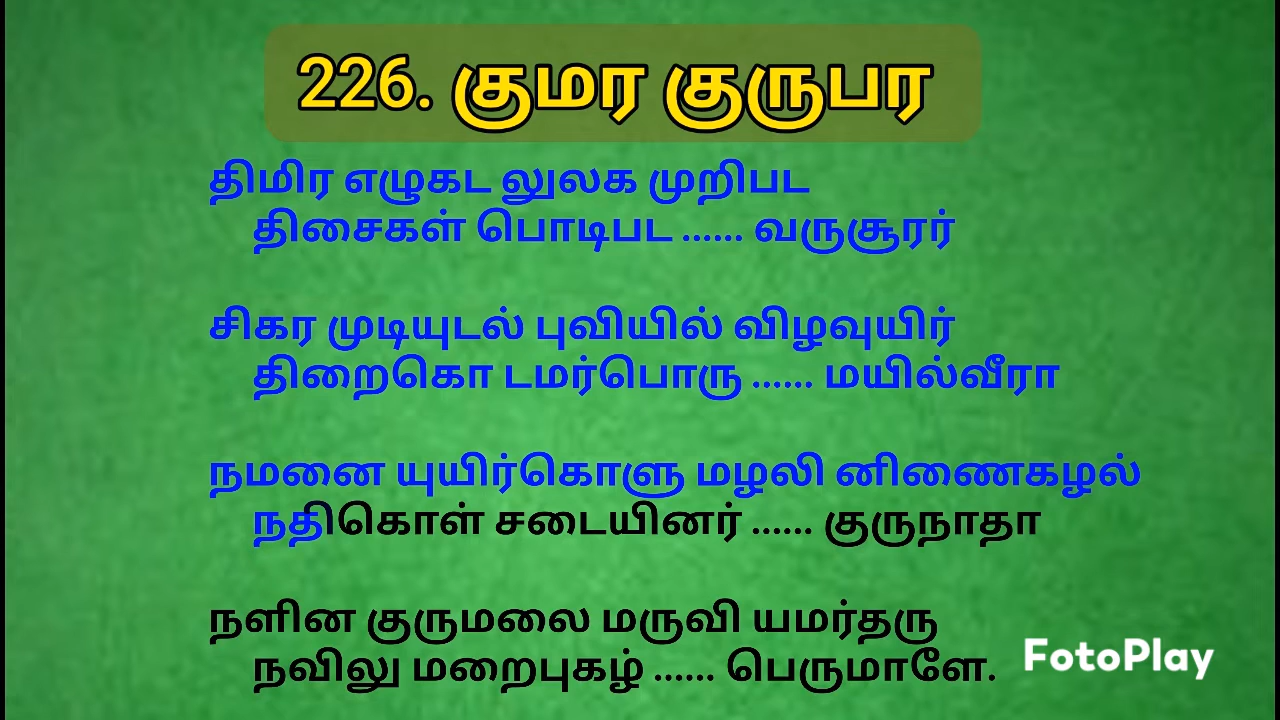 226. குமர குருபர
திமிர எழுகட லுலக முறிபட
திசைகள் பொடிபட ...... வருசூரர்
சிகர முடியுடல் புவியில் விழவுயிர்
திறைகொ டமர்பொரு ...... மயில்வீரா
நமனை யுயிர்கொளு மழலி னிணைகழல்
நதிகொள் சடையினர் ...... குருநாதா
நளின குருமலை மருவி யமர்தரு
நவிலு மறைபுகழ் ...... பெருமாளே.
FotoPlay